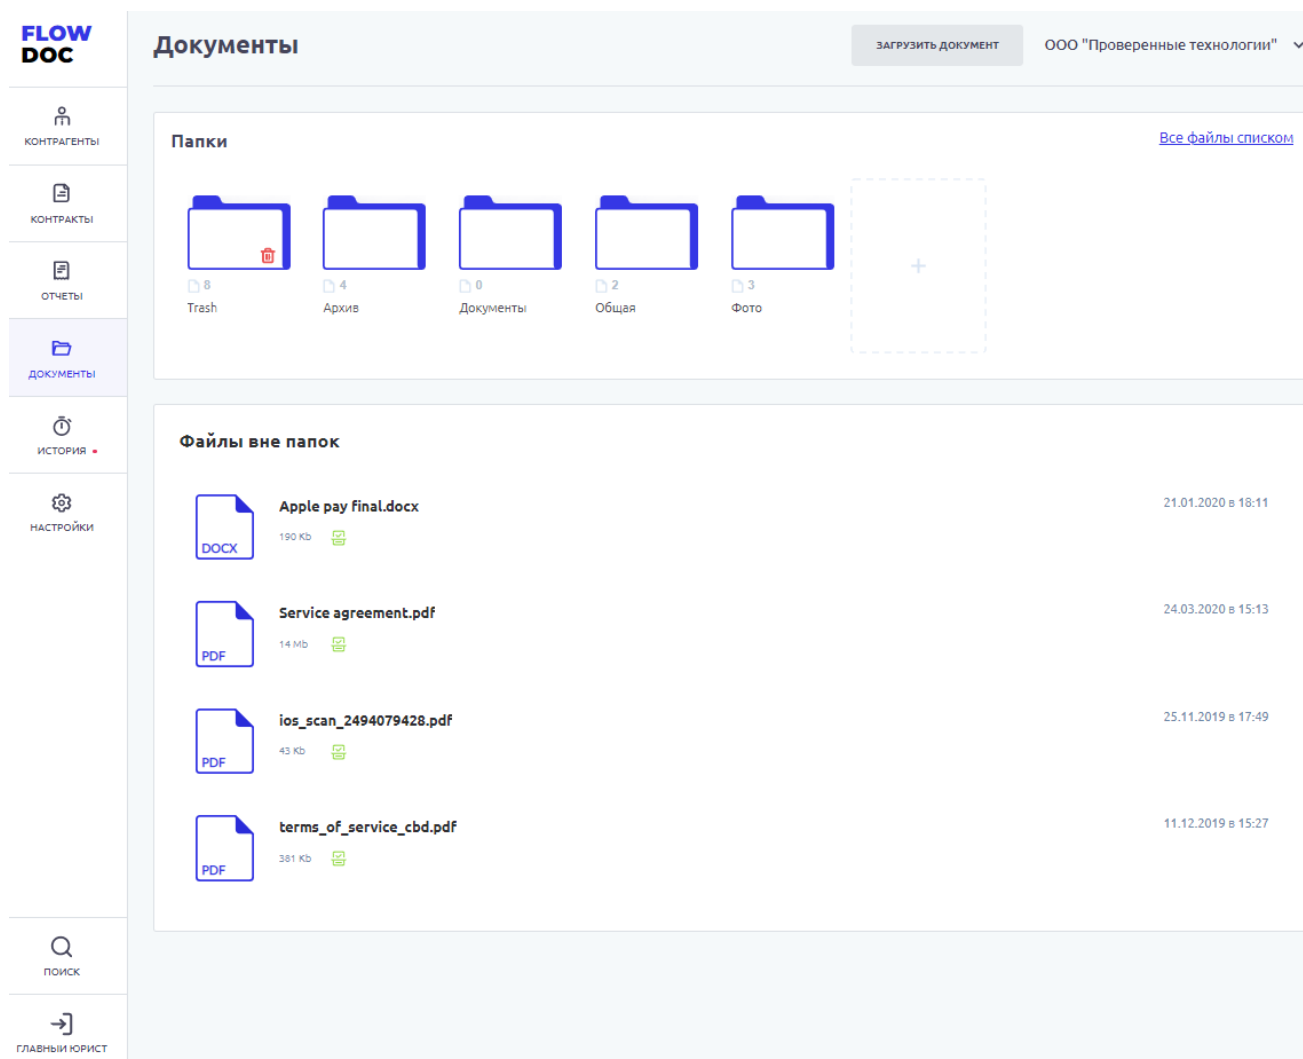 FLOW
DOC
Документы
ЗАГРУЗИТЬ ДОКУМЕНТ
ООО "Проверенные технологии"
КОНТРАГЕНТЫ
КОНТРАКТЫ
ОТЧЕТЫ
ДОКУМЕНТЫ
ИСТОРИЯ
НАСТРОЙКИ
ПОИСК
ГЛАВНЫЙ ЮРИСТ
Папки
Все файлы списком
8
Trash
4
Архив
0
Документы
2
Общая
3
Фото
+
Файлы вне папок
DOCX
Apple pay final.docx
190 Kb
21.01.2020 в 18:11
PDF
Service agreement.pdf
14 Mb
24.03.2020 в 15:13
PDF
ios_scan_2494079428.pdf
43 Kb
25.11.2019 в 17:49
PDF
terms_of_service_cbd.pdf
381 Kb
11.12.2019 в 15:27